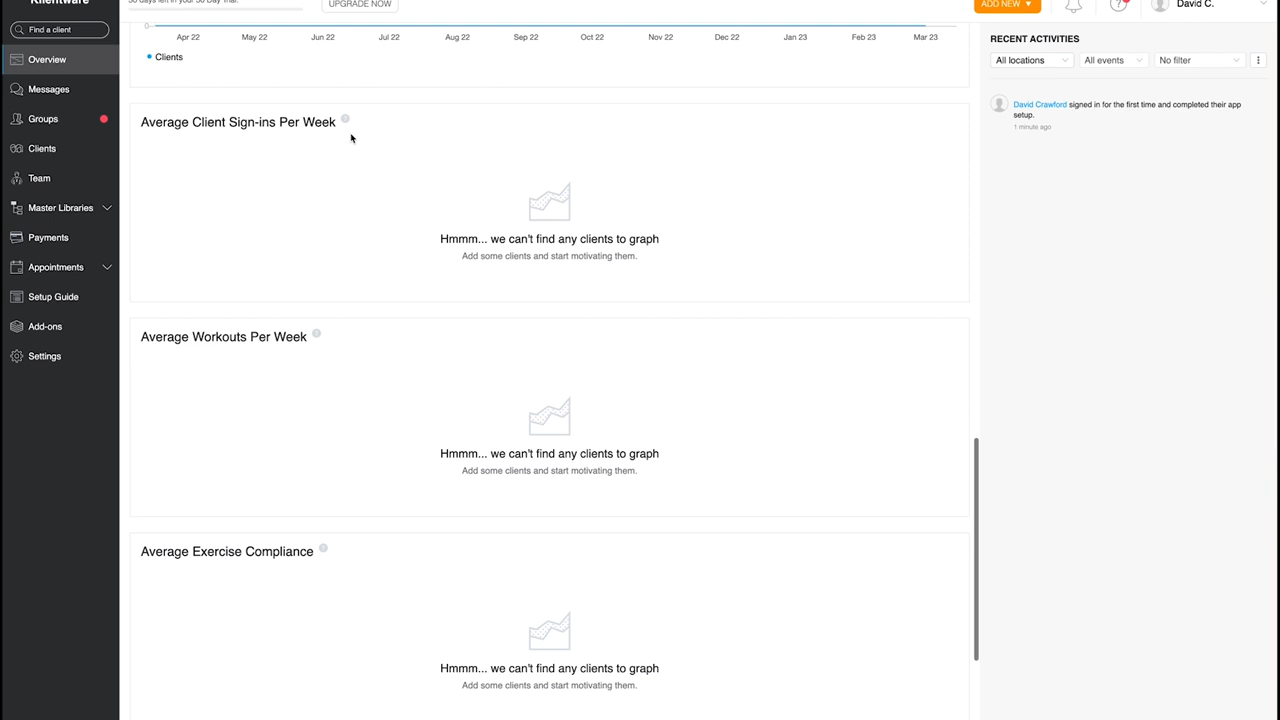 Klientware
30 days left in your 30 Day Trial.
UPGRADE NOW
ADD NEW ▼
David C.
Find a client
Overview
Messages
Groups
Clients
Team
Master Libraries
Payments
Appointments
Setup Guide
Add-ons
Settings
0
Apr 22 May 22 Jun 22 Jul 22 Aug 22 Sep 22 Oct 22 Nov 22 Dec 22 Jan 23 Feb 23 Mar 23
Clients
Average Client Sign-ins Per Week ?
Hmmm... we can't find any clients to graph
Add some clients and start motivating them.
Average Workouts Per Week ?
Hmmm... we can't find any clients to graph
Add some clients and start motivating them.
Average Exercise Compliance ?
Hmmm... we can't find any clients to graph
Add some clients and start motivating them.
RECENT ACTIVITIES
All locations All events No filter
David Crawford signed in for the first time and completed their app
setup.
1 minute ago